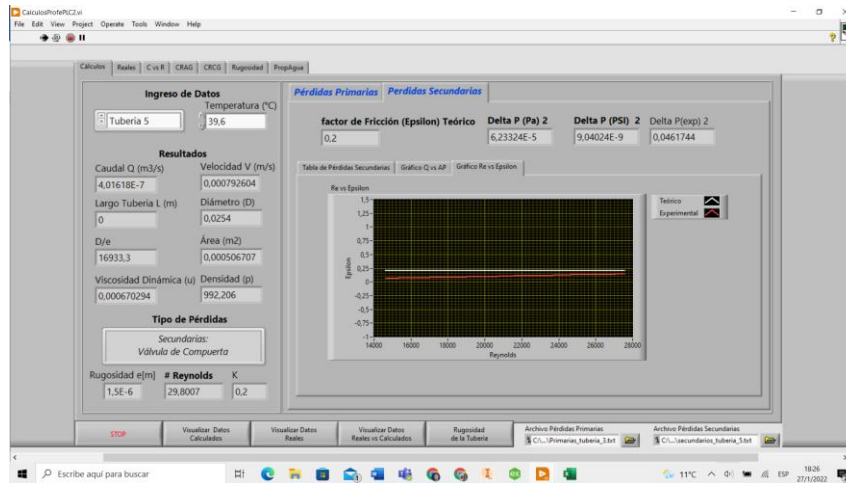 CalculosProfePLC2.vi
File Edit View Project Operate Tools Window Help
Cálculos Reales C vs R CRAG CRCG Rugosidad PropAgua
Ingreso de Datos
Temperatura (°C)
Tuberia 5 39,6
Resultados
Caudal Q (m3/s) Velocidad V (m/s)
4,01618E-7 0,000792604
Largo Tuberia L (m) Diámetro (D)
0 0,0254
D/e Área (m2)
16933,3 0,000506707
Viscosidad Dinámica (u) Densidad (p)
0,000670294 992,206
Tipo de Pérdidas
Secundarias:
Válvula de Compuerta
Rugosidad e[m] # Reynolds K
1,5E-6 29,8007 0,2
Pérdidas Primarias Perdidas Secundarias
factor de Fricción (Epsilon) Teórico Delta P (Pa) 2 Delta P (PSI) 2 Delta P(exp) 2
0,2 6,23324E-5 9,04024E-9 0,0461744
Tabla de Pérdidas Secundarias Gráfico Q vs AP Gráfico Re vs Epsilon
Re vs Epsilon
1,5
1,25
1
0,75
0,5
0,25
0
-0,25
-0,5
-0,75
-1
Epsilon
14000 16000 18000 20000 22000 24000 26000 28000
Reynolds
Teórico
Experimental
STOP
Visualizar Datos
Calculados
Visualizar Datos
Reales
Visualizar Datos
Reales vs Calculados
Rugosidad
de la Tuberia
Archivo Pérdidas Primarias
C:\...\Primarias_tuberia_3.txt
Archivo Pérdidas Secundarias
C:\...\secundarios_tuberia_5.txt
Escribe aquí para buscar
11°C ESP 18:26
27/1/2022